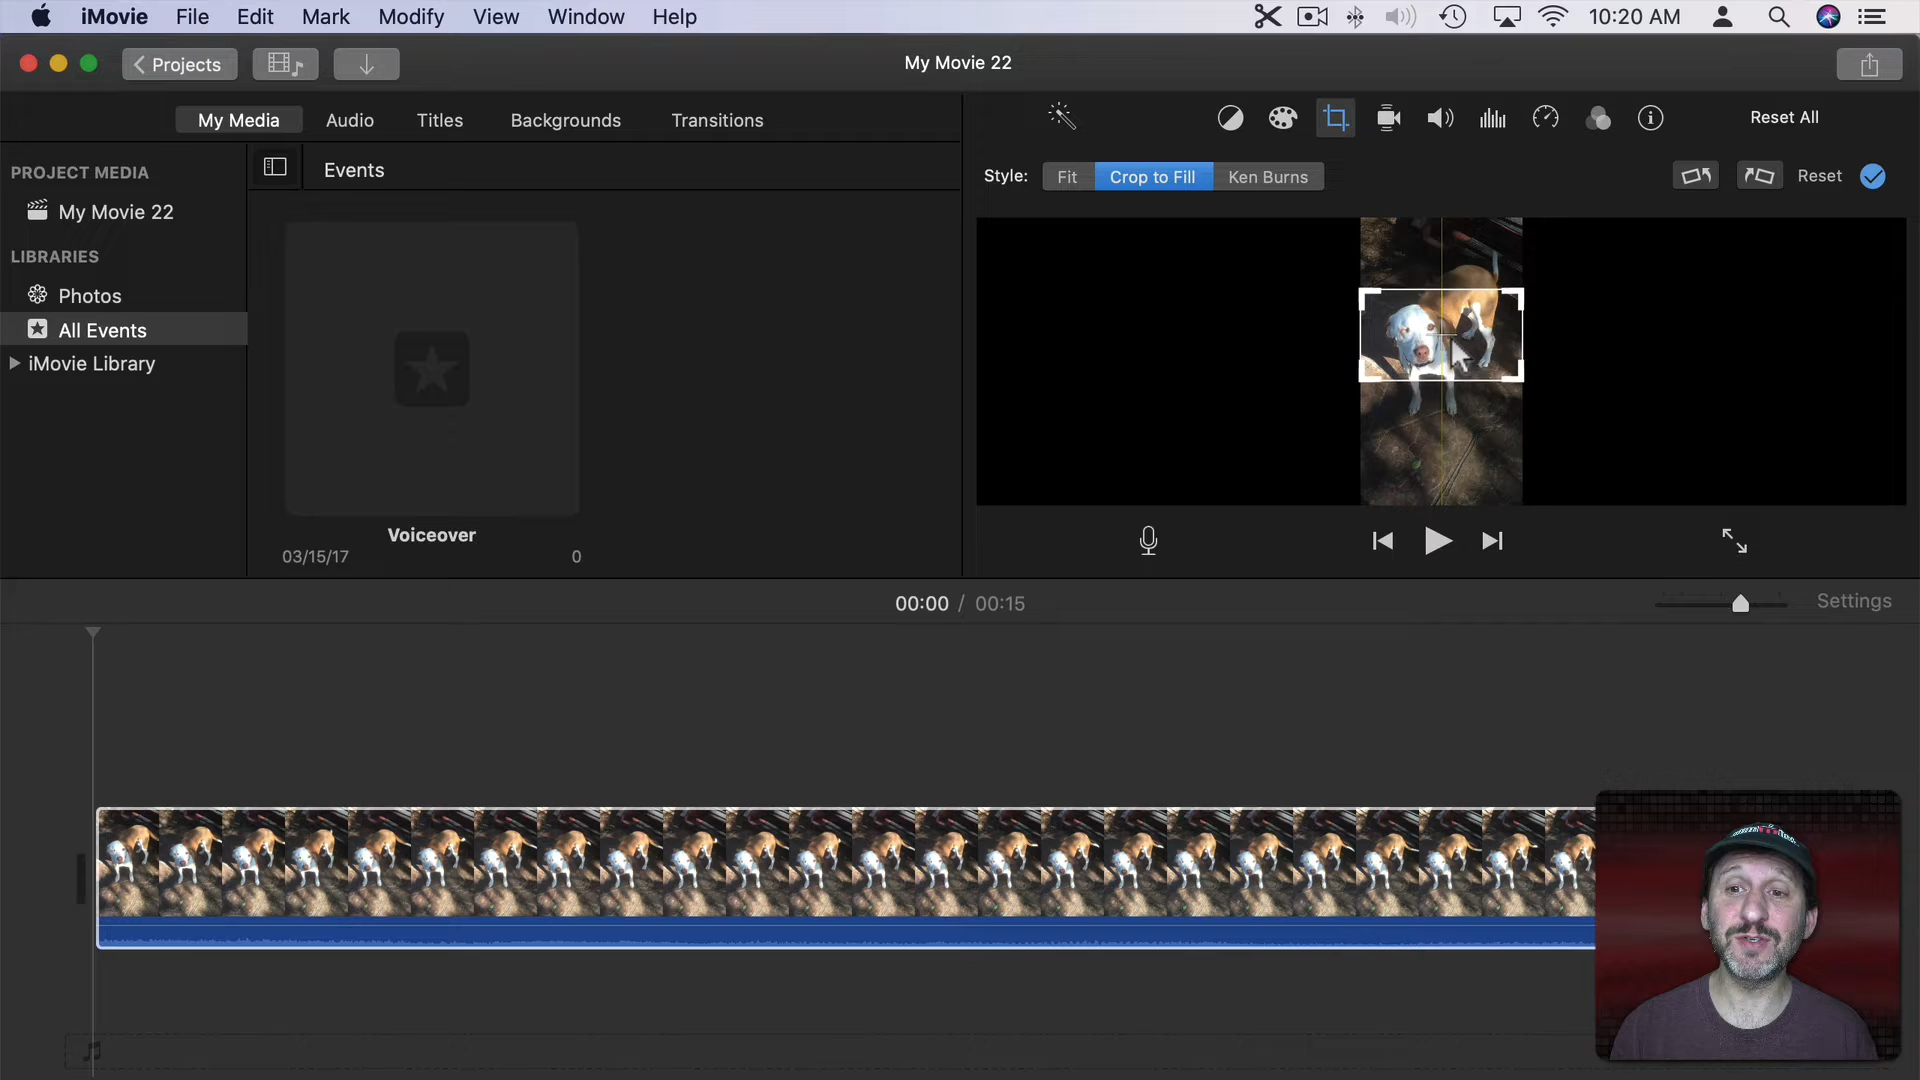 iMovie File Edit Mark Modify View Window Help 10:20 AM
Projects My Movie 22
My Media Audio Titles Backgrounds Transitions Reset All
PROJECT MEDIA Events Style: Fit Crop to Fill Ken Burns Reset
My Movie 22
LIBRARIES
Photos
All Events
iMovie Library
Voiceover
03/15/17 0
00:00 / 00:15 Settings